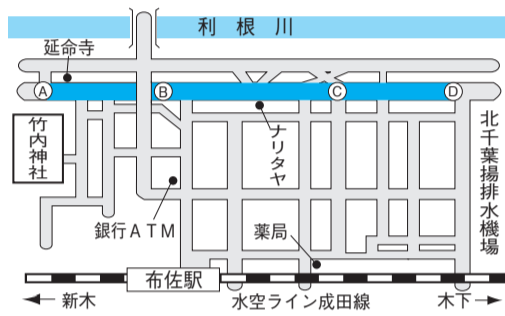 利根川
延命寺
A
B
C
D
竹内神社
ナリタヤ
北千葉揚排水機場
銀行ATM
薬局
布佐駅
新木
水空ライン成田線
木下